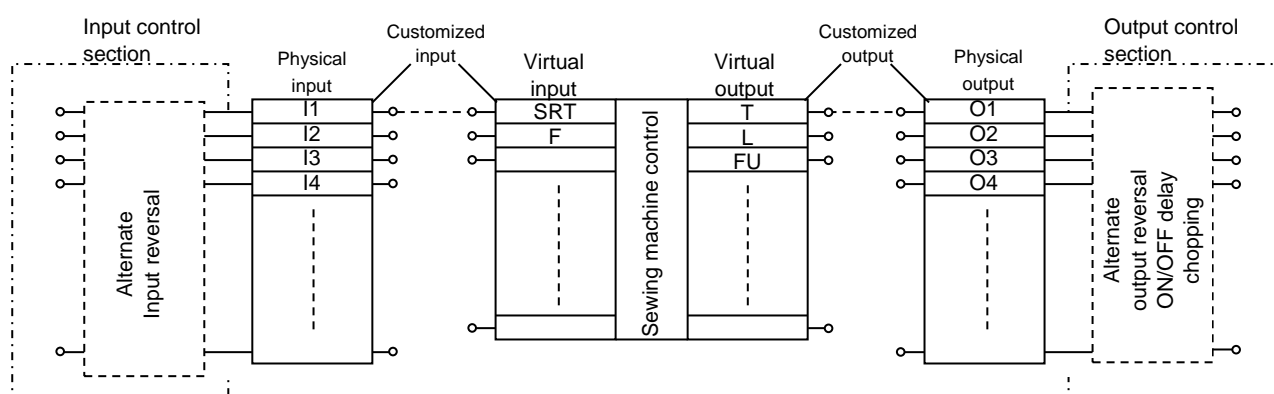 Input control
section
Physical
input
Customized
input
Virtual
input
Virtual
output
Customized
output
Physical
output
Output control
section
I1
I2
I3
I4
SRT
F
T
L
FU
O1
O2
O3
O4
Alternate
Input reversal
Sewing machine control
Alternate
output reversal
ON/OFF delay
chopping